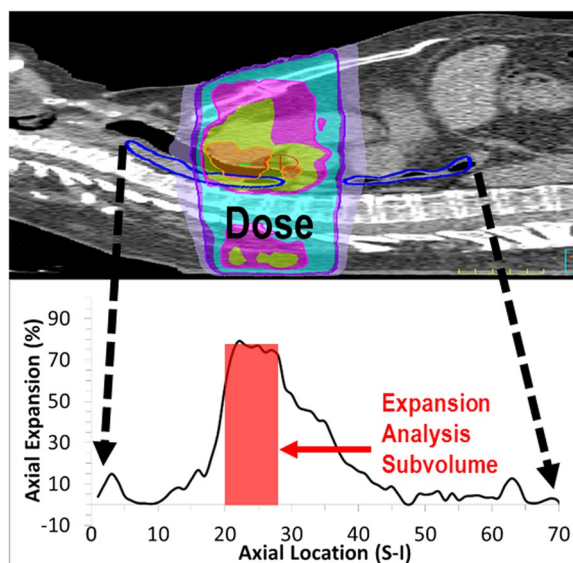 Dose
Axial Expansion (%)
90
70
50
30
10
-10
Expansion
Analysis
Subvolume
0 10 20 30 40 50 60 70
Axial Location (S-I)